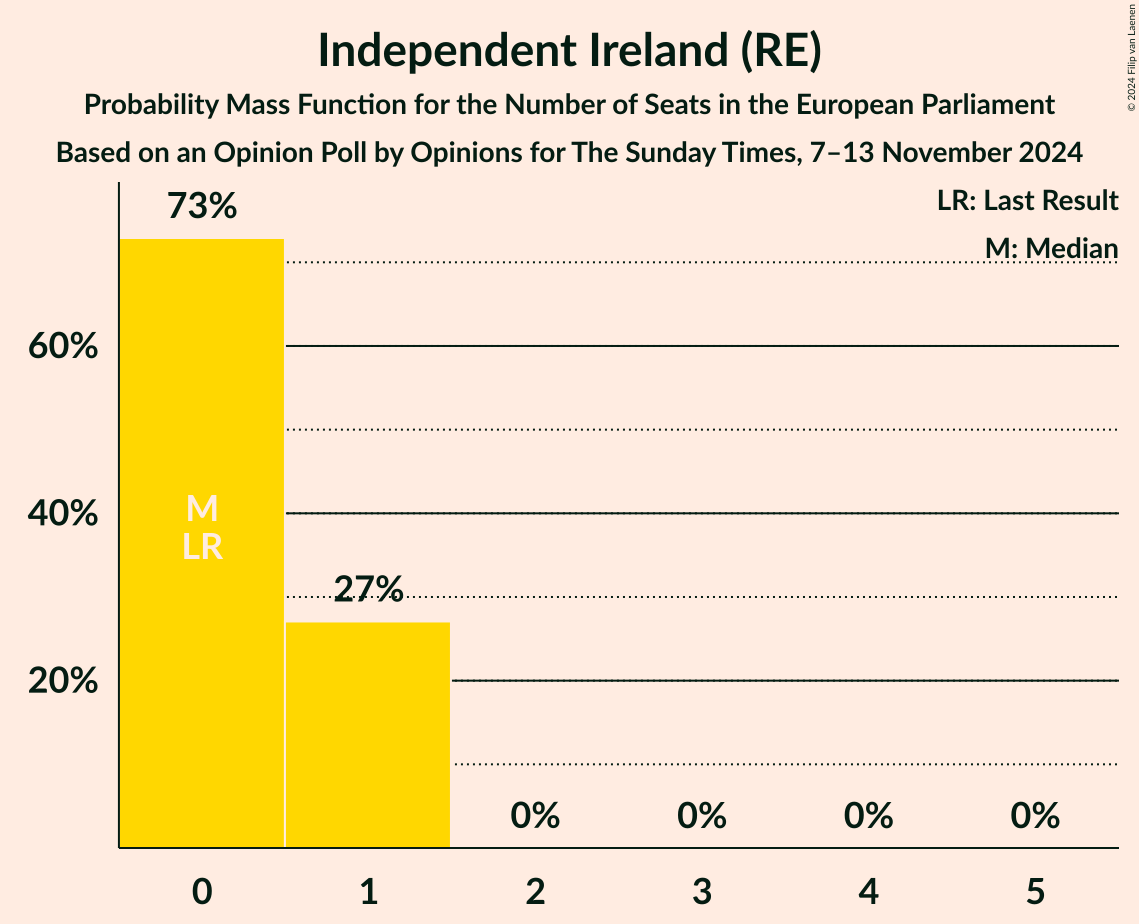 Independent Ireland (RE)
Probability Mass Function for the Number of Seats in the European Parliament
Based on an Opinion Poll by Opinions for The Sunday Times, 7–13 November 2024
© 2024 Filip van Laenen
LR: Last Result
M: Median
73%
60%
40%
20%
M
LR
27%
0% 0% 0% 0%
0 1 2 3 4 5